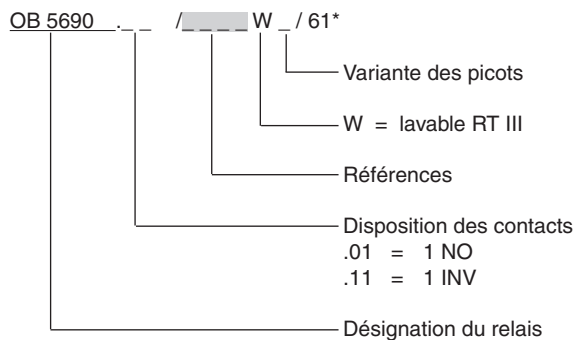 OB 5690 ._ _ /_ _ _ _ W _ / 61*
Variante des picots
W = lavable RT III
Références
Disposition des contacts
.01 = 1 NO
.11 = 1 INV
Désignation du relais